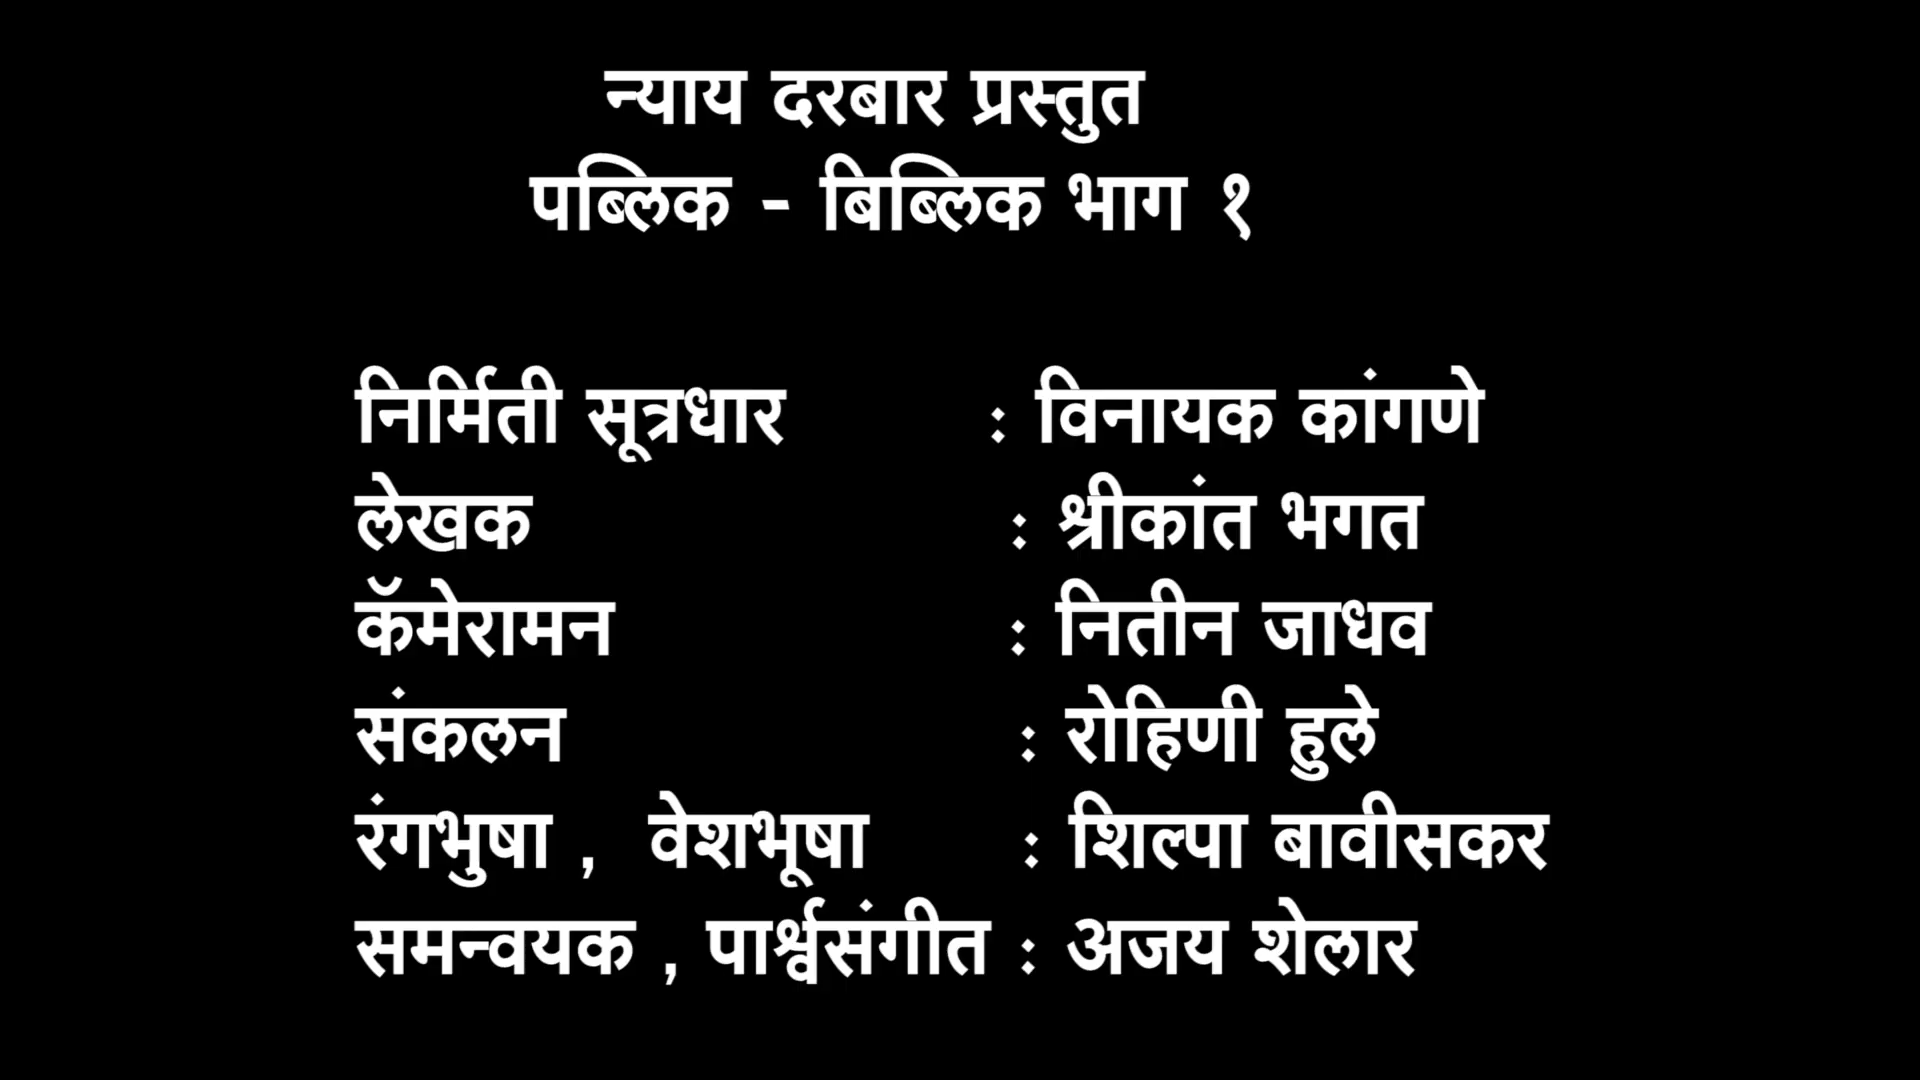 न्याय दरबार प्रस्तुत
पब्लिक - बिब्लिक भाग १
निर्मिती सूत्रधार : विनायक कांगणे
लेखक : श्रीकांत भगत
कॅमेरामन : नितीन जाधव
संकलन : रोहिणी हुले
रंगभुषा , वेशभूषा : शिल्पा बावीसकर
समन्वयक , पार्श्वसंगीत : अजय शेलार